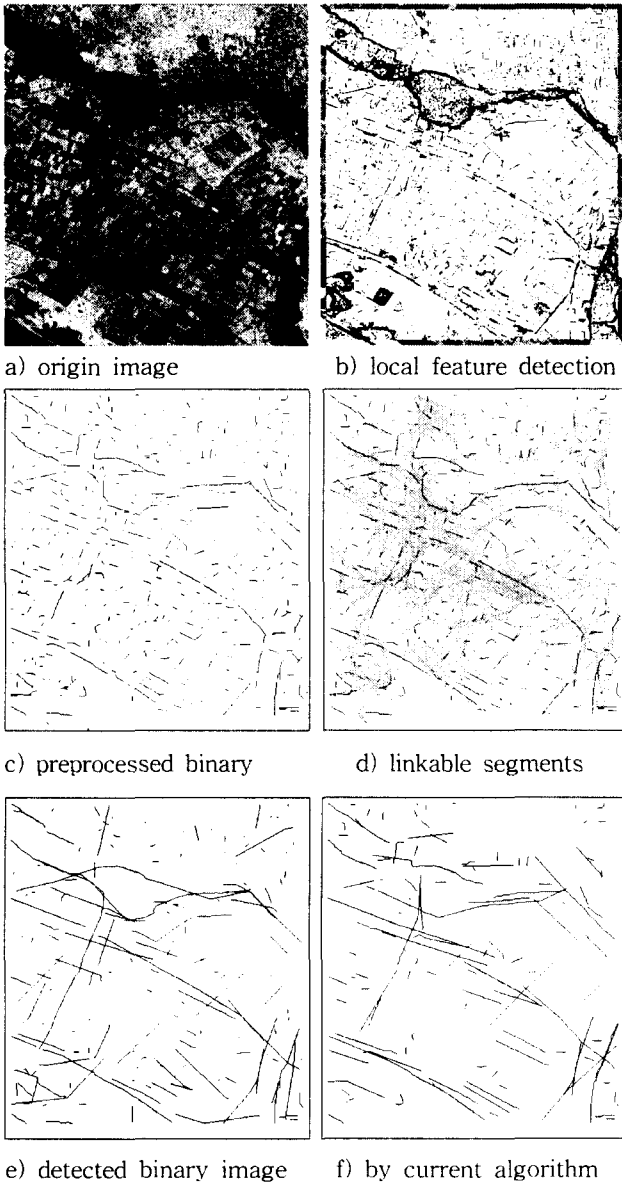 a) origin image
b) local feature detection
c) preprocessed binary
d) linkable segments
e) detected binary image
f) by current algorithm